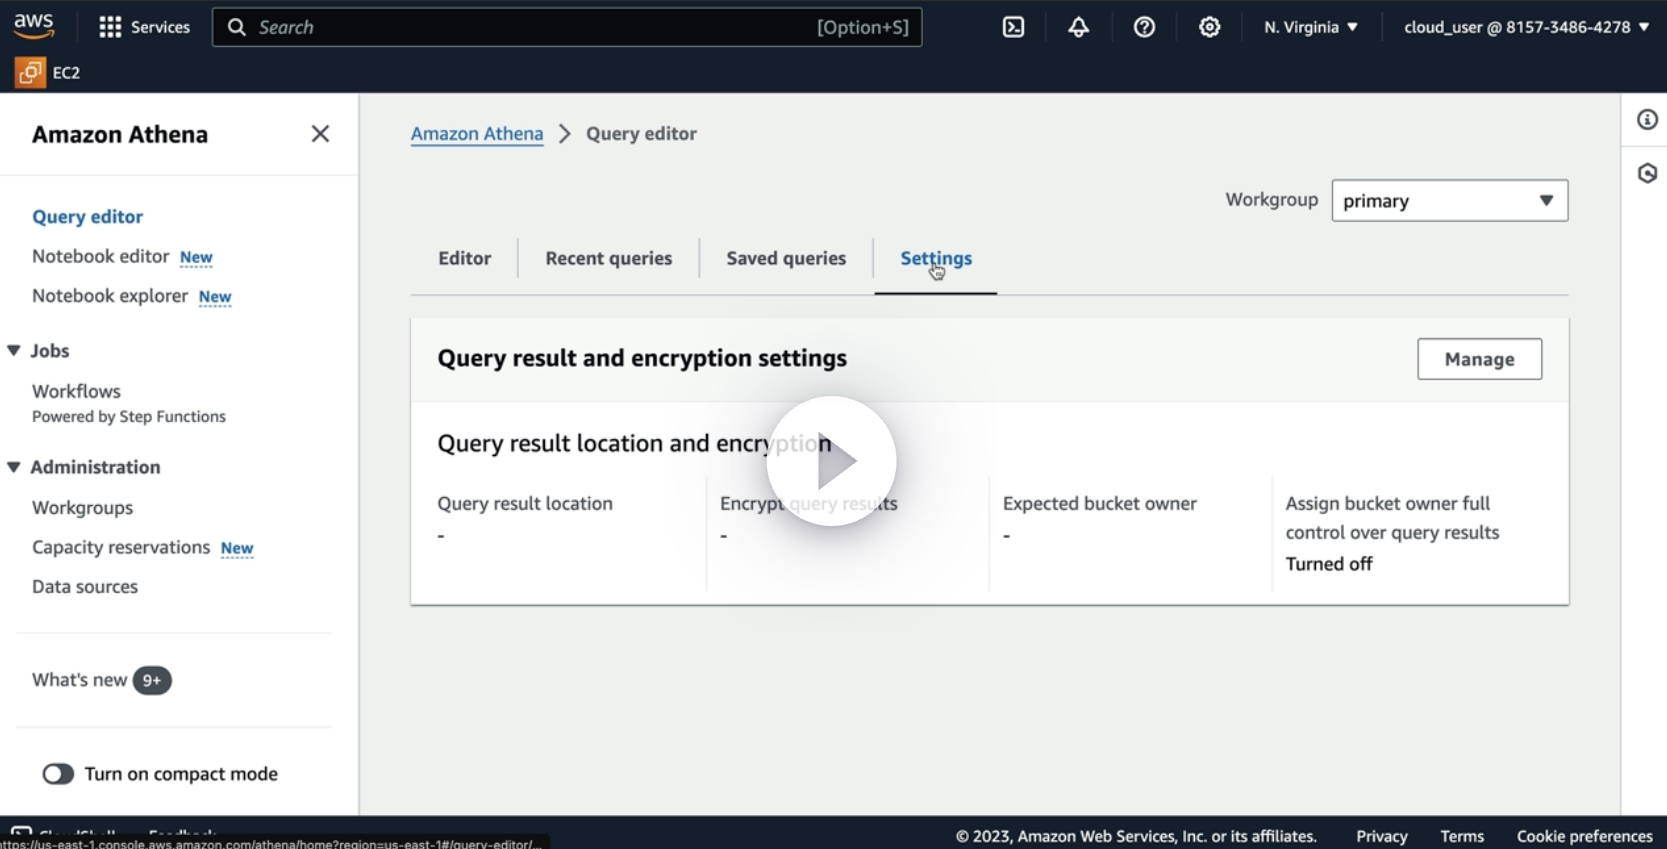 aws
Services
Search
[Option+S]
N. Virginia
cloud_user @ 8157-3486-4278
EC2
Amazon Athena
Query editor
Notebook editor New
Notebook explorer New
Jobs
Workflows
Powered by Step Functions
Administration
Workgroups
Capacity reservations New
Data sources
What's new 9+
Turn on compact mode
Amazon Athena > Query editor
Workgroup
primary
Editor
Recent queries
Saved queries
Settings
Query result and encryption settings
Manage
Query result location and encryption
Query result location
-
Encrypt query results
-
Expected bucket owner
-
Assign bucket owner full
control over query results
Turned off
CloudShell
Feedback
© 2023, Amazon Web Services, Inc. or its affiliates.
Privacy
Terms
Cookie preferences
https://us-east-1.console.aws.amazon.com/athena/home?region=us-east-1#/query-editor/...